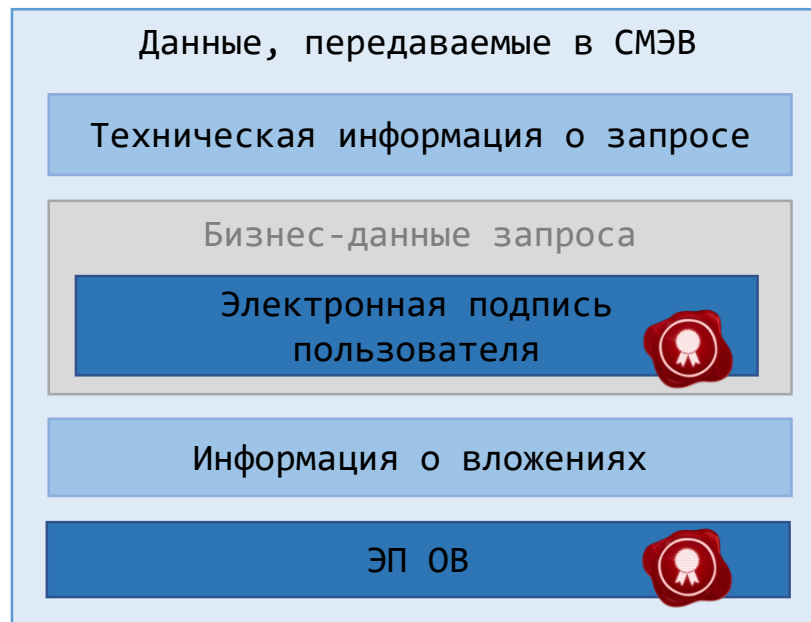 Данные, передаваемые в СМЭВ
Техническая информация о запросе
Бизнес-данные запроса
Электронная подпись
пользователя
Информация о вложениях
ЭП ОВ